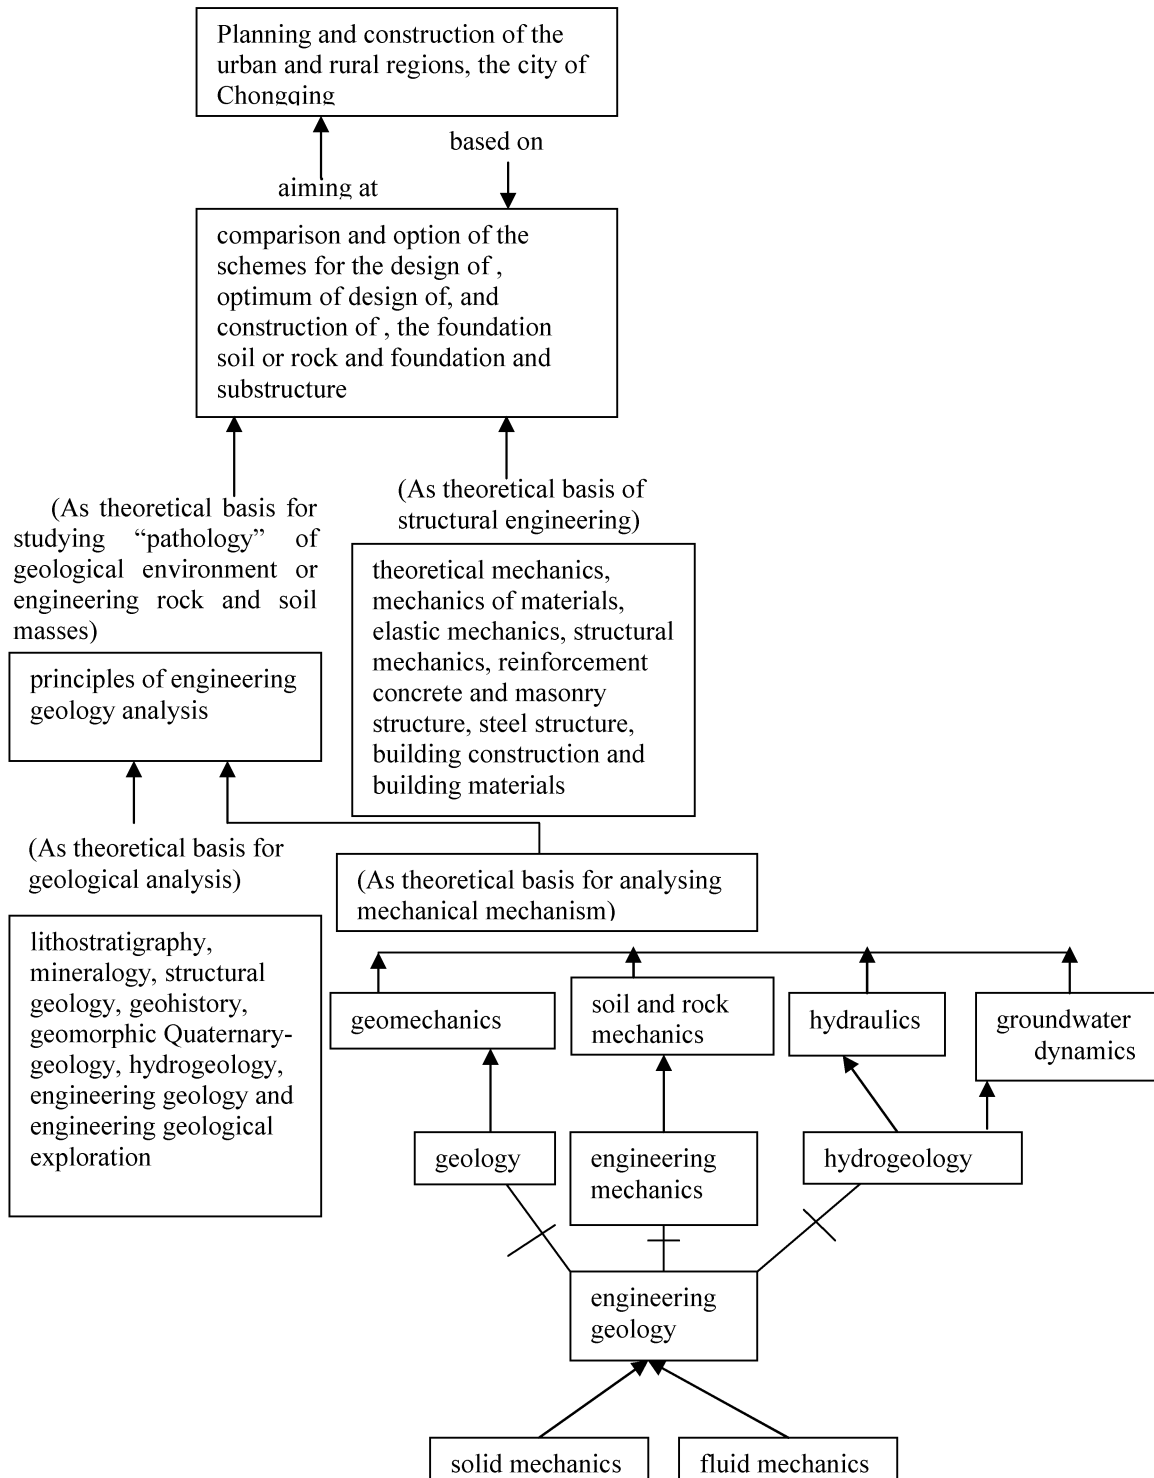 Planning and construction of the
urban and rural regions, the city of
Chongqing
based on
aiming at
comparison and option of the
schemes for the design of ,
optimum of design of, and
construction of , the foundation
soil or rock and foundation and
substructure
(As theoretical basis for
studying “pathology” of
geological environment or
engineering rock and soil
masses)
(As theoretical basis of
structural engineering)
theoretical mechanics,
mechanics of materials,
elastic mechanics, structural
mechanics, reinforcement
concrete and masonry
structure, steel structure,
building construction and
building materials
principles of engineering
geology analysis
(As theoretical basis for
geological analysis)
(As theoretical basis for analysing
mechanical mechanism)
lithostratigraphy,
mineralogy, structural
geology, geohistory,
geomorphic Quaternary-
geology, hydrogeology,
engineering geology and
engineering geological
exploration
geomechanics
soil and rock
mechanics
hydraulics
groundwater
dynamics
geology
engineering
mechanics
hydrogeology
engineering
geology
solid mechanics
fluid mechanics